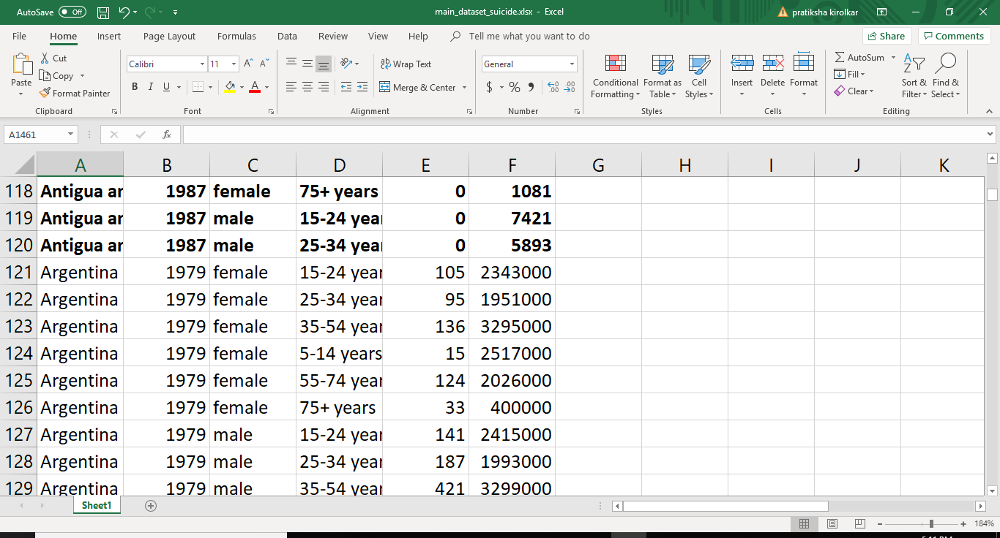 AutoSave Off main_dataset_suicide.xlsx - Excel pratiksha kirolkar
File Home Insert Page Layout Formulas Data Review View Help Tell me what you want to do Share Comments
Paste Cut Copy Format Painter
Calibri 11 A A
B I U A
ab Wrap Text
Merge & Center
General
$ % 9 .00 .00
Conditional Formatting Format as Table Cell Styles
Insert Delete Format
AutoSum Fill Clear
Sort & Filter Find & Select
Clipboard Font Alignment Number Styles Cells Editing
A1461 fx
A B C D E F G H I J K
118 Antigua ar 1987 female 75+ years 0 1081
119 Antigua ar 1987 male 15-24 yea 0 7421
120 Antigua ar 1987 male 25-34 yea 0 5893
121 Argentina 1979 female 15-24 year 105 2343000
122 Argentina 1979 female 25-34 year 95 1951000
123 Argentina 1979 female 35-54 year 136 3295000
124 Argentina 1979 female 5-14 years 15 2517000
125 Argentina 1979 female 55-74 year 124 2026000
126 Argentina 1979 female 75+ years 33 400000
127 Argentina 1979 male 15-24 year 141 2415000
128 Argentina 1979 male 25-34 year 187 1993000
129 Argentina 1979 male 35-54 year 421 3299000
Sheet1
184%